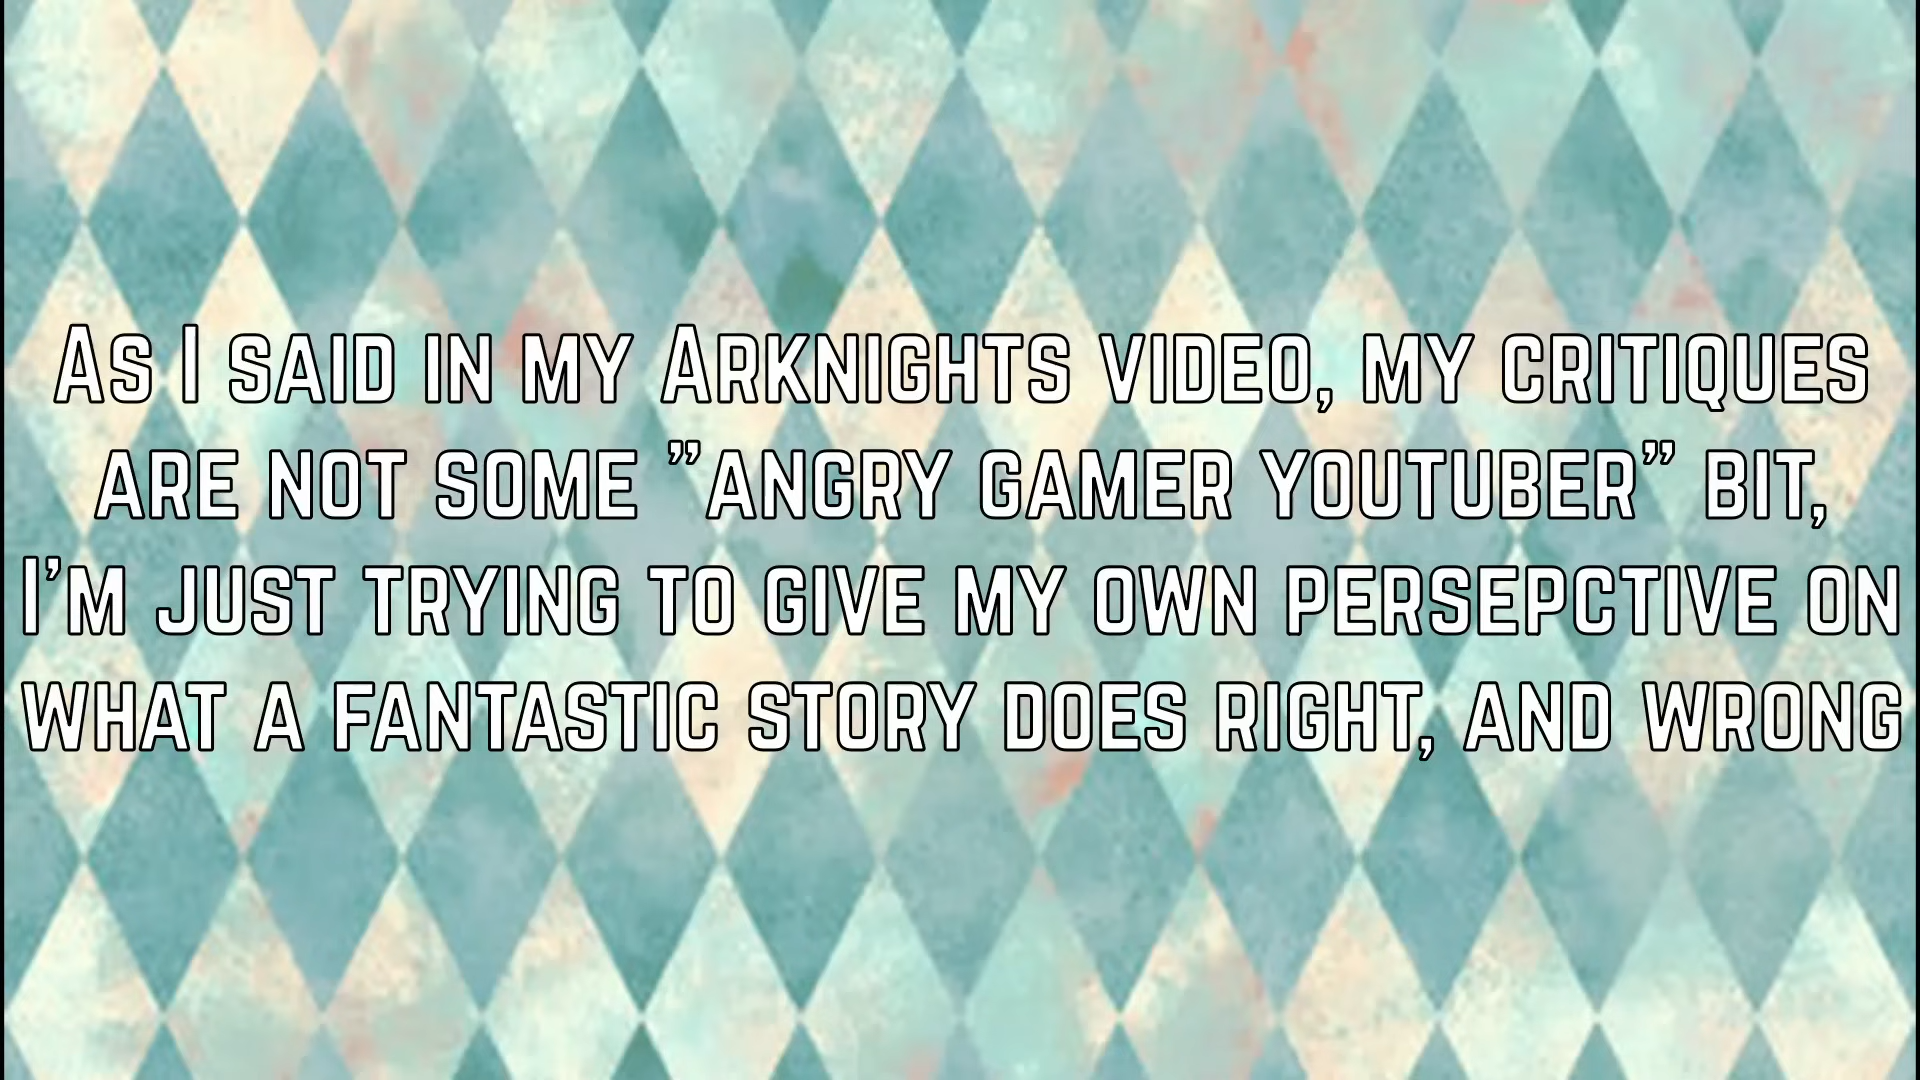 As I said in my Arknights video, my critiques
are not some "angry gamer youtuber" bit,
I'm just trying to give my own persepctive on
what a fantastic story does right, and wrong